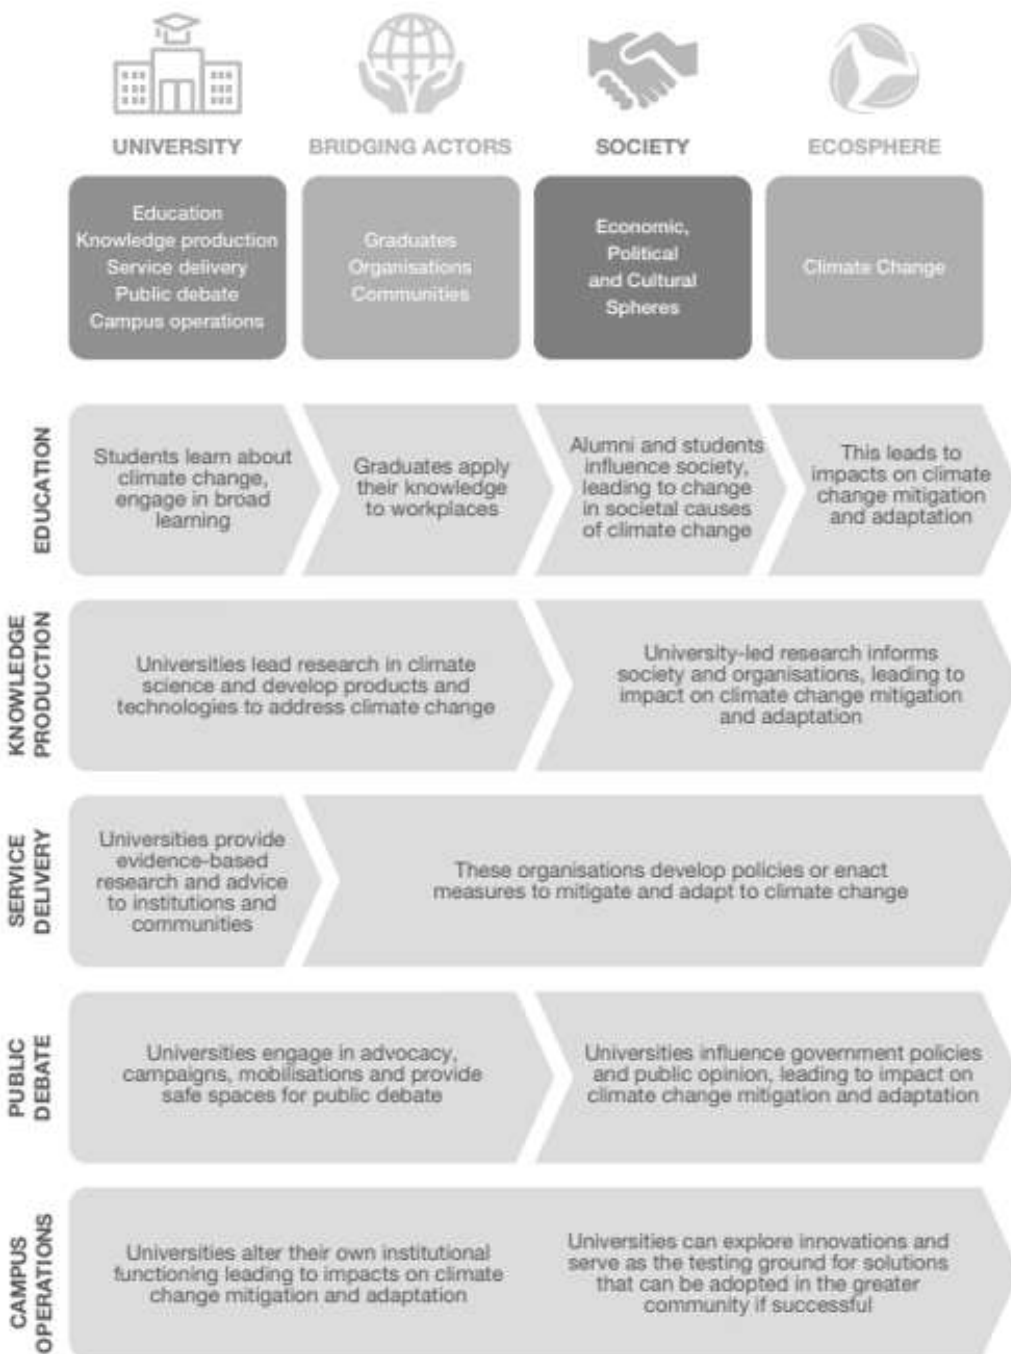 UNIVERSITY
BRIDGING ACTORS
SOCIETY
ECOSPHERE
Education
Knowledge production
Service delivery
Public debate
Campus operations
Graduates
Organisations
Communities
Economic,
Political
and Cultural
Spheres
Climate Change
EDUCATION
Students learn about
climate change,
engage in broad
learning
Graduates apply
their knowledge
to workplaces
Alumni and students
influence society,
leading to change
in societal causes
of climate change
This leads to
impacts on climate
change mitigation
and adaptation
KNOWLEDGE
PRODUCTION
Universities lead research in climate
science and develop products and
technologies to address climate change
University-led research informs
society and organisations, leading to
impact on climate change mitigation
and adaptation
SERVICE
DELIVERY
Universities provide
evidence-based
research and advice
to institutions and
communities
These organisations develop policies or enact
measures to mitigate and adapt to climate change
PUBLIC
DEBATE
Universities engage in advocacy,
campaigns, mobilisations and provide
safe spaces for public debate
Universities influence government policies
and public opinion, leading to impact on
climate change mitigation and adaptation
CAMPUS
OPERATIONS
Universities alter their own institutional
functioning leading to impacts on climate
change mitigation and adaptation
Universities can explore innovations and
serve as the testing ground for solutions
that can be adopted in the greater
community if successful